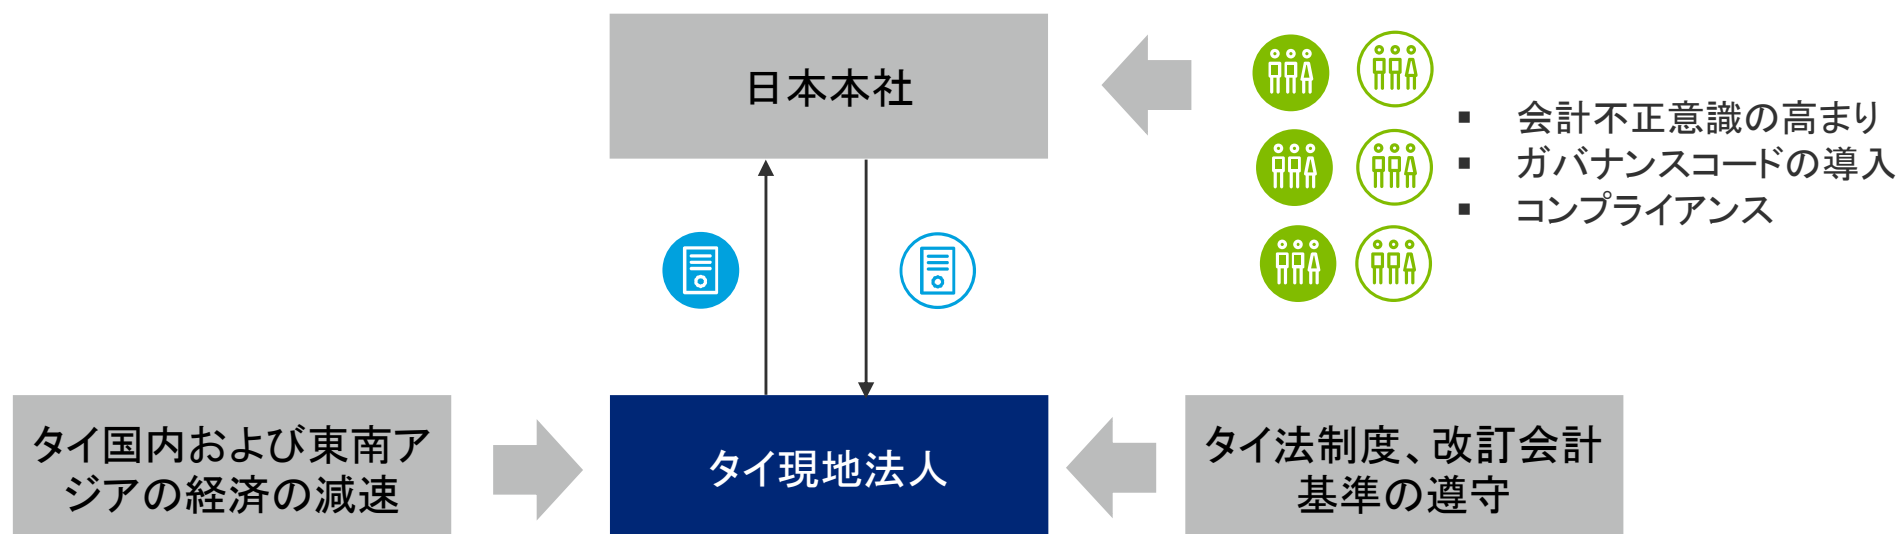 日本本社
▪ 会計不正意識の高まり
▪ ガバナンスコードの導入
▪ コンプライアンス
タイ国内および東南ア
ジアの経済の減速
タイ現地法人
タイ法制度、改訂会計
基準の遵守